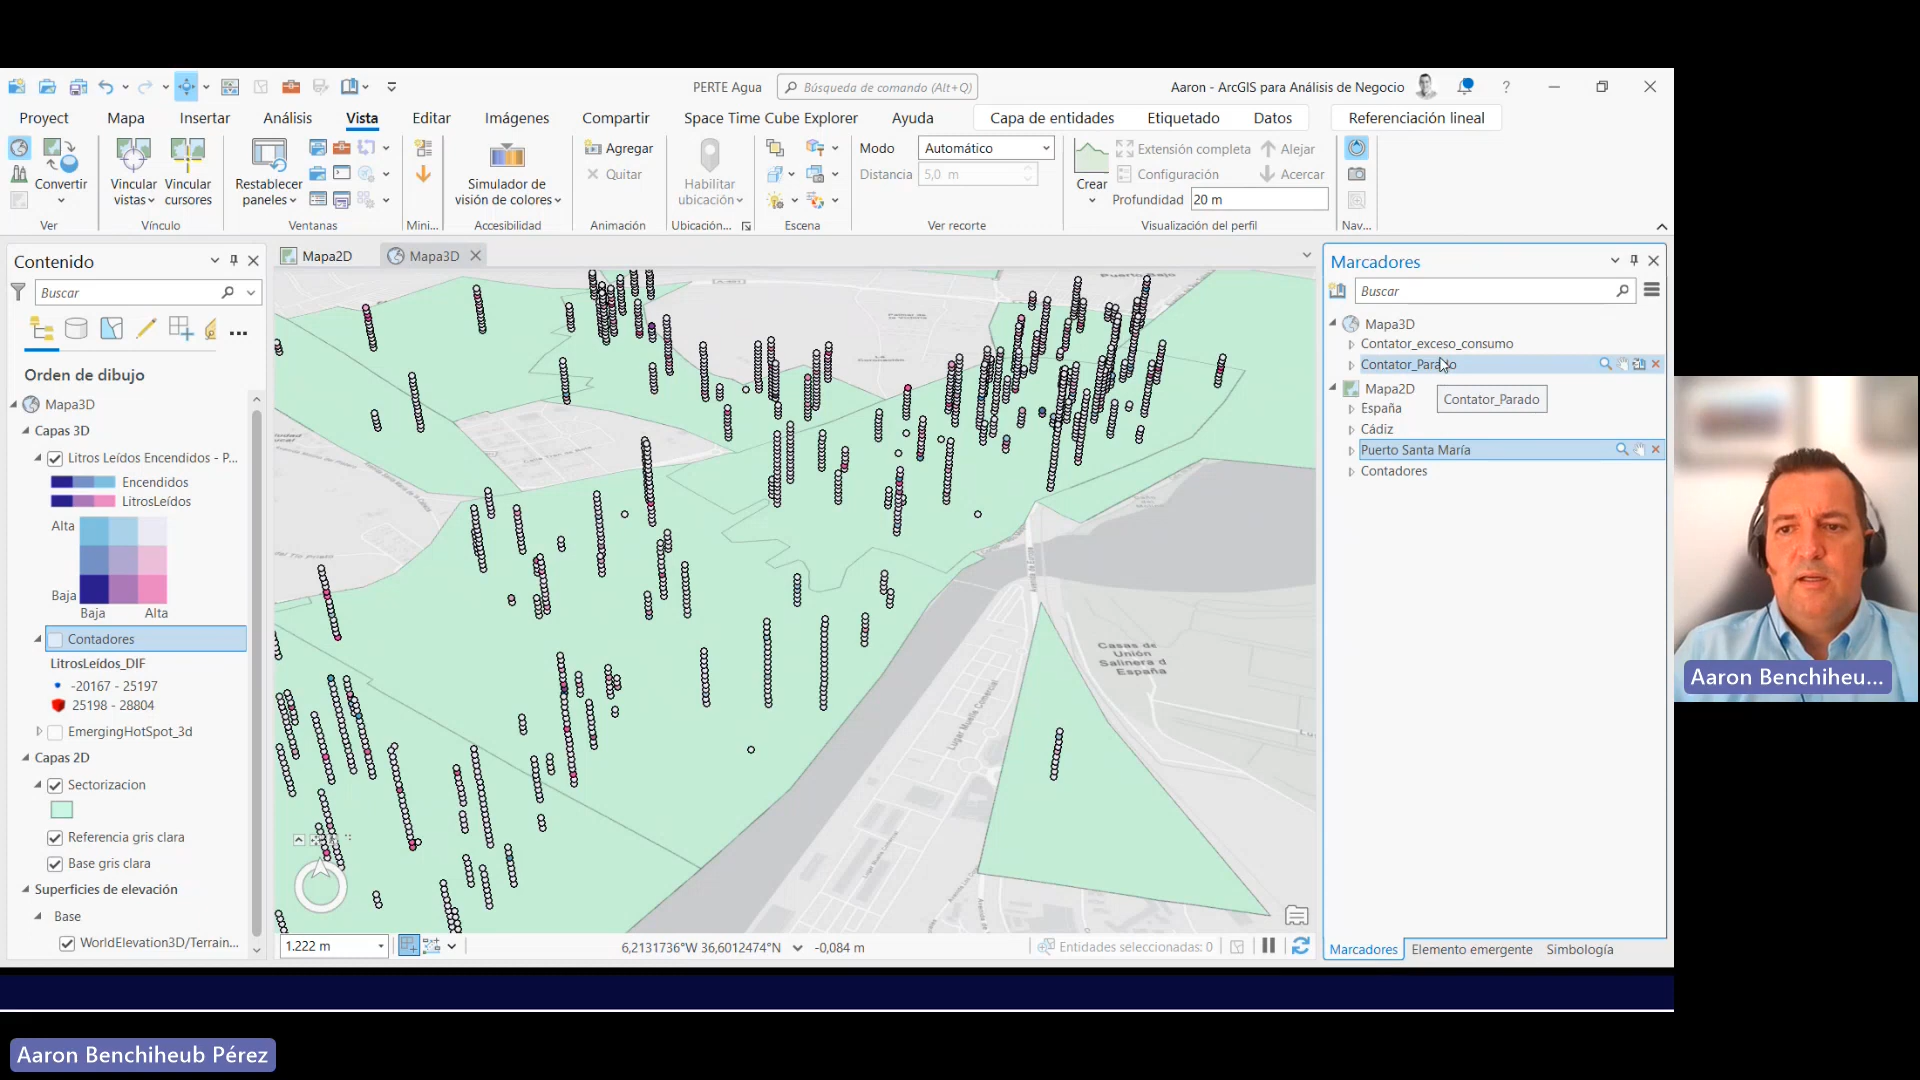 PERTE Agua
Búsqueda de comando (Alt+Q)
Aaron - ArcGIS para Análisis de Negocio
Proyect
Mapa
Insertar
Análisis
Vista
Editar
Imágenes
Compartir
Space Time Cube Explorer
Ayuda
Capa de entidades
Etiquetado
Datos
Referenciación lineal
Convertir
Ver
Vincular vistas
Vincular cursores
Vínculo
Restablecer paneles
Ventanas
Mini...
Simulador de visión de colores
Accesibilidad
Agregar
Quitar
Animación
Habilitar ubicación
Ubicación...
Escena
Modo
Automático
Distancia
5,0 m
Ver recorte
Crear
Extensión completa
Configuración
Alejar
Acercar
Profundidad
20 m
Visualización del perfil
Nav...
Contenido
Buscar
Orden de dibujo
Mapa3D
Capas 3D
Litros Leídos Encendidos - P...
Encendidos
LitrosLeídos
Alta
Baja
Baja
Alta
Contadores
LitrosLeídos_DIF
-20167 - 25197
25198 - 28804
EmergingHotSpot_3d
Capas 2D
Sectorizacion
Referencia gris clara
Base gris clara
Superficies de elevación
Base
WorldElevation3D/Terrain...
Mapa2D
Mapa3D
Casas de
Unión
Salinera d
España
Lugar Muelle Comercial
1.222 m
6,2131736°W 36,6012474°N
-0,084 m
Entidades seleccionadas: 0
Marcadores
Buscar
Mapa3D
Contator_exceso_consumo
Contator_Parado
Mapa2D
Contator_Parado
España
Cádiz
Puerto Santa María
Contadores
Marcadores
Elemento emergente
Simbología
Aaron Benchiheu...
Aaron Benchiheub Pérez